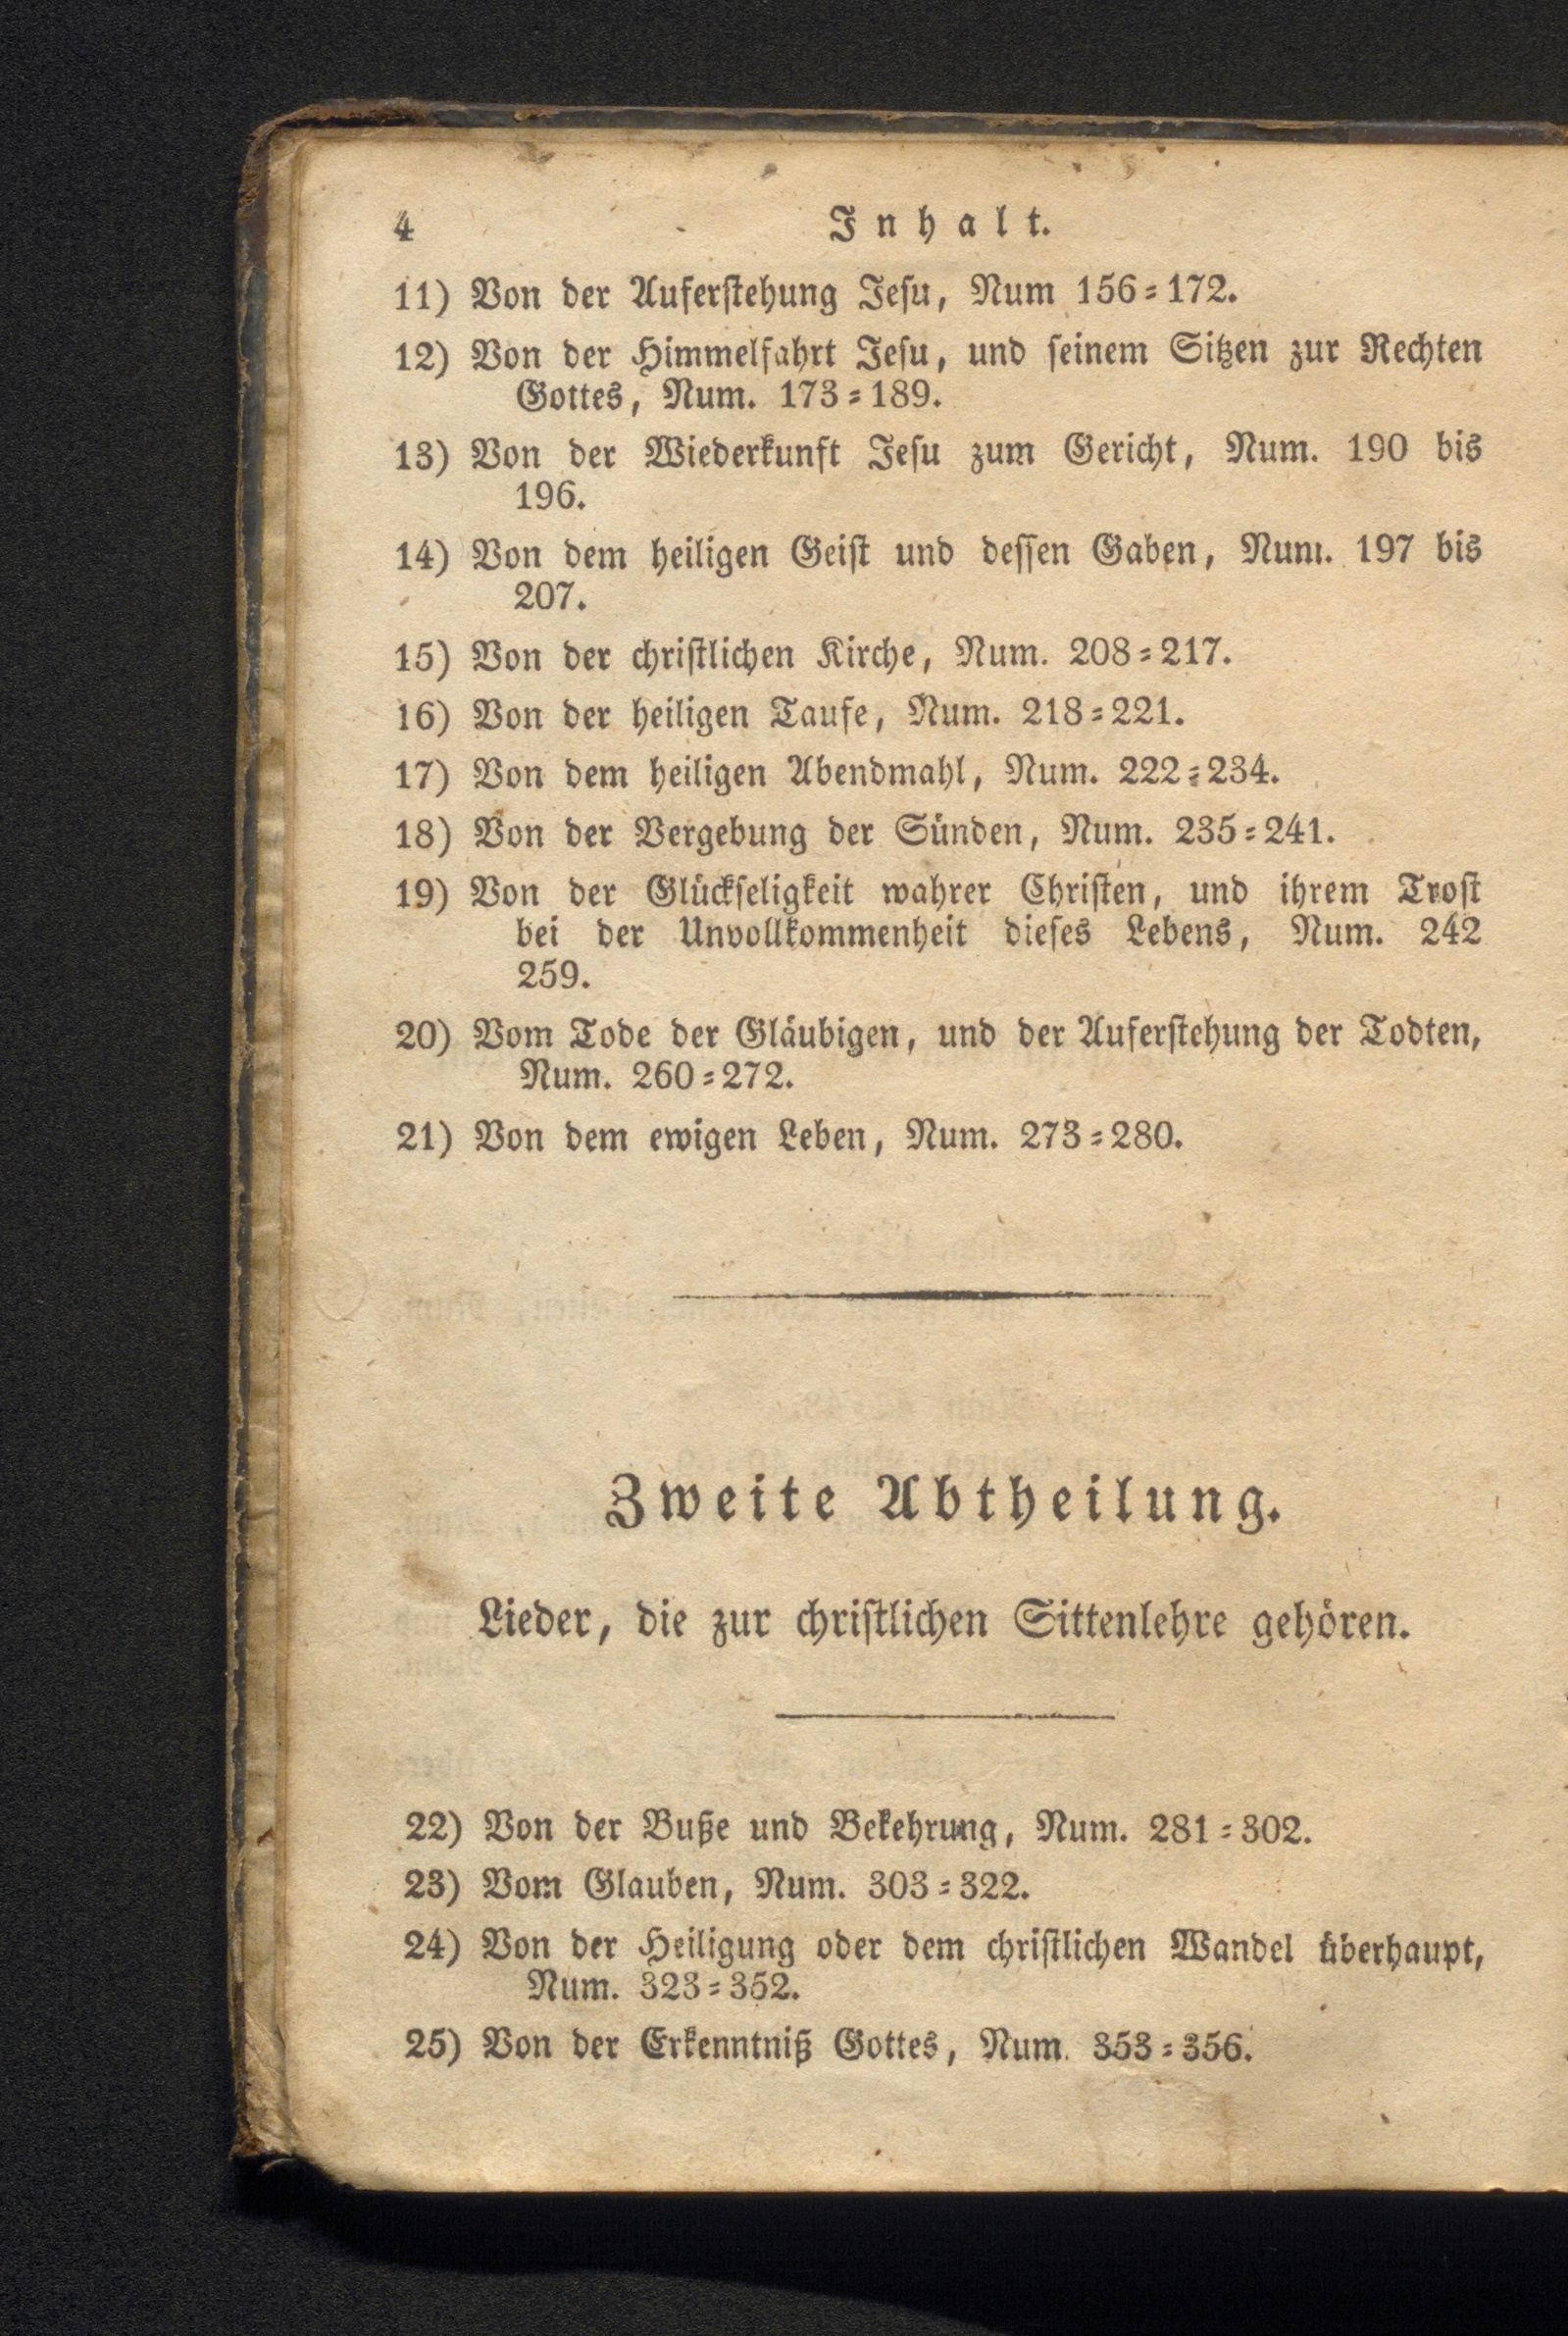 4 Inhalt.
11) Von der Auferſtehung Jeſu, Num 156⸗172.
12) Von der Himmelfahrt Jeſu, und ſeinem Sitzen zur Rechten
Gottes, Num. 173⸗189.
13) Von der Wiederkunft Jeſu zum Gericht, Num. 190 bis
196.
14) Von dem heiligen Geiſt und deſſen Gaben, Num. 197 bis
207.
15) Von der chriſtlichen Kirche, Num. 208⸗217.
16) Von der heiligen Taufe, Num. 218⸗221.
17) Von dem heiligen Abendmahl, Num. 222⸗234.
18) Von der Vergebung der Sünden, Num. 235⸗241.
19) Von der Glückſeligkeit wahrer Chriſten, und ihrem Troſt
bei der Unvollkommenheit dieſes Lebens, Num. 242
259.
20) Vom Tode der Gläubigen, und der Auferſtehung der Todten,
Num. 260⸗272.
21) Von dem ewigen Leben, Num. 273⸗280.
Zweite Abtheilung.
Lieder, die zur chriſtlichen Sittenlehre gehören.
22) Von der Buße und Bekehrung, Num. 281⸗302.
23) Vom Glauben, Num. 303⸗322.
24) Von der Heiligung oder dem chriſtlichen Wandel überhaupt,
Num. 323⸗352.
25) Von der Erkenntniß Gottes, Num. 353⸗356.